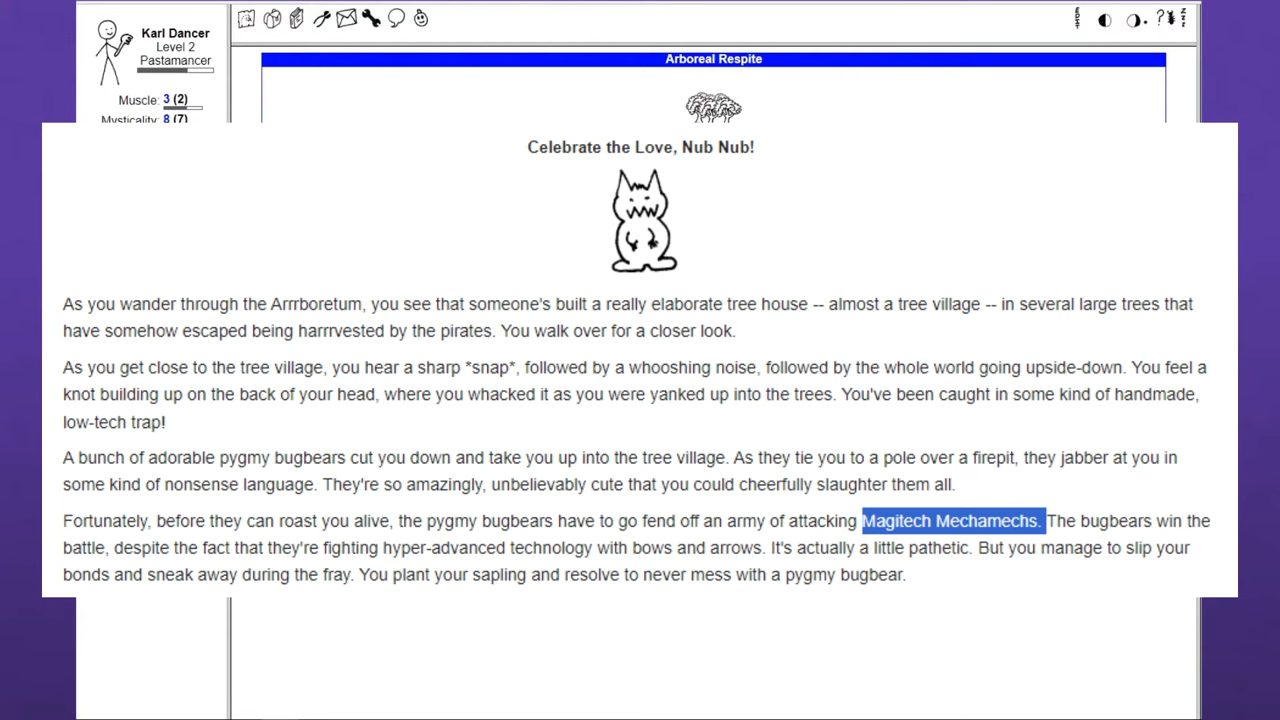 Karl Dancer
Level 2
Pastamancer
Muscle: 3 (2)
Mysticality: 8 (7)
Arboreal Respite
Celebrate the Love, Nub Nub!
As you wander through the Arrrboretum, you see that someone's built a really elaborate tree house -- almost a tree village -- in several large trees that
have somehow escaped being harrrvested by the pirates. You walk over for a closer look.
As you get close to the tree village, you hear a sharp *snap*, followed by a whooshing noise, followed by the whole world going upside-down. You feel a
knot building up on the back of your head, where you whacked it as you were yanked up into the trees. You've been caught in some kind of handmade,
low-tech trap!
A bunch of adorable pygmy bugbears cut you down and take you up into the tree village. As they tie you to a pole over a firepit, they jabber at you in
some kind of nonsense language. They're so amazingly, unbelievably cute that you could cheerfully slaughter them all.
Fortunately, before they can roast you alive, the pygmy bugbears have to go fend off an army of attacking Magitech Mechamechs. The bugbears win the
battle, despite the fact that they're fighting hyper-advanced technology with bows and arrows. It's actually a little pathetic. But you manage to slip your
bonds and sneak away during the fray. You plant your sapling and resolve to never mess with a pygmy bugbear.